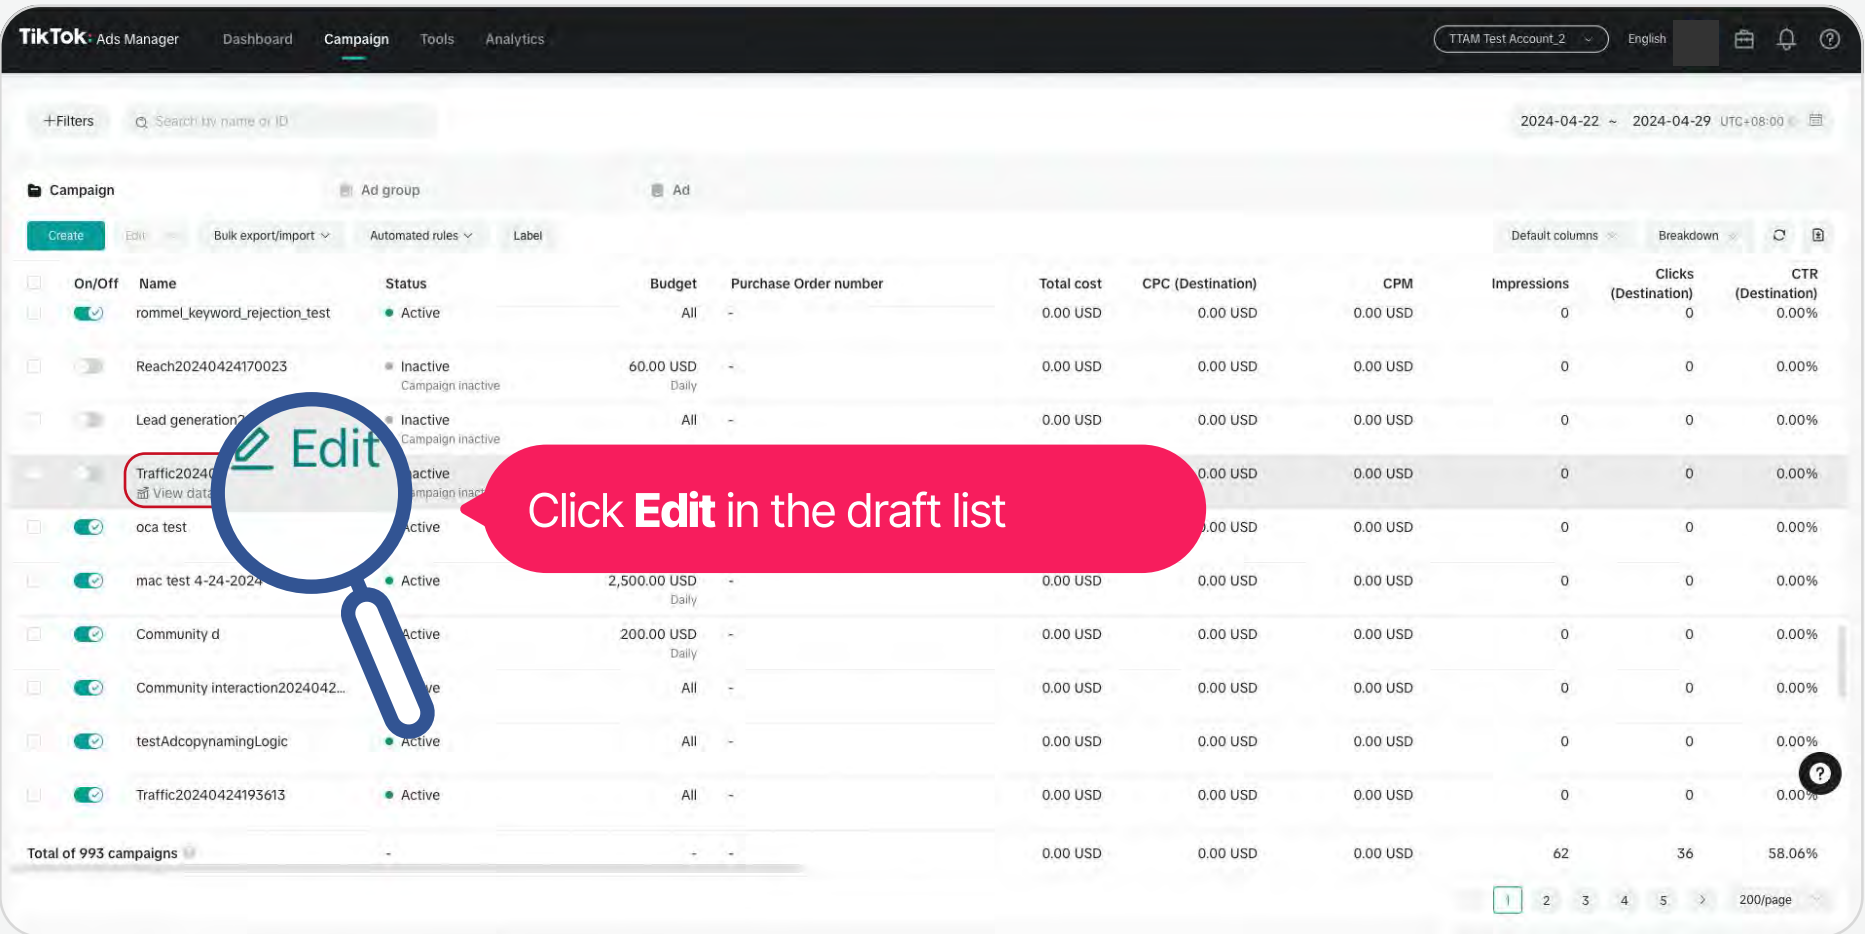 TikTok: Ads Manager Dashboard Campaign Tools Analytics TTAM Test Account_2 English
+Filters Search by name or ID 2024-04-22 ~ 2024-04-29 UTC+08:00
Campaign Ad group Ad
Create Edit Bulk export/import Automated rules Label Default columns Breakdown
On/Off Name Status Budget Purchase Order number Total cost CPC (Destination) CPM Impressions Clicks (Destination) CTR (Destination)
rommel_keyword_rejection_test Active All - 0.00 USD 0.00 USD 0.00 USD 0 0 0.00%
Reach20240424170023 Inactive 60.00 USD - 0.00 USD 0.00 USD 0.00 USD 0 0 0.00%
Campaign inactive Daily
Lead generation Inactive All - 0.00 USD 0.00 USD 0.00 USD 0 0 0.00%
Campaign inactive
Edit
Traffic20240 active 0.00 USD 0.00 USD 0 0 0.00%
View data
Click Edit in the draft list
oca test Active 0.00 USD 0.00 USD 0 0 0.00%
mac test 4-24-2024 Active 2,500.00 USD - 0.00 USD 0.00 USD 0.00 USD 0 0 0.00%
Daily
Community d Active 200.00 USD - 0.00 USD 0.00 USD 0.00 USD 0 0 0.00%
Daily
Community interaction2024042... ve All - 0.00 USD 0.00 USD 0.00 USD 0 0 0.00%
testAdcopynamingLogic Active All - 0.00 USD 0.00 USD 0.00 USD 0 0 0.00%
Traffic20240424193613 Active All - 0.00 USD 0.00 USD 0.00 USD 0 0 0.00%
Total of 993 campaigns - - - 0.00 USD 0.00 USD 0.00 USD 62 36 58.06%
1 2 3 4 5 > 200/page